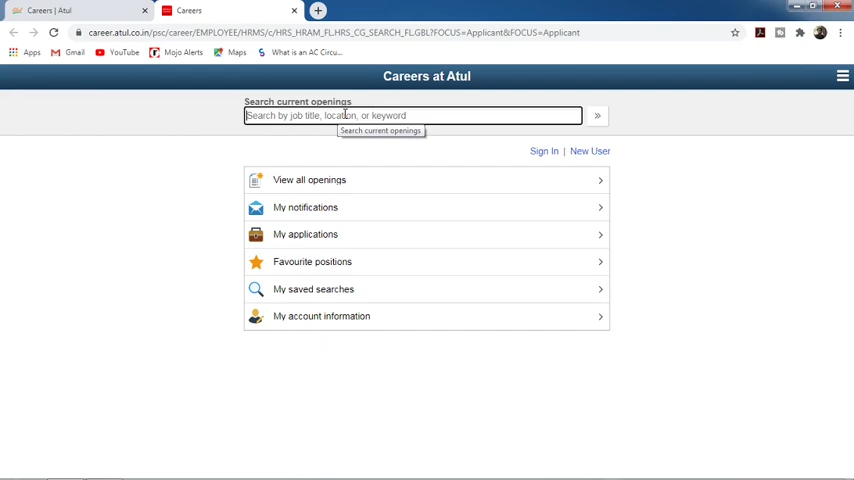 Careers | Atul
Careers
career.atul.co.in/psc/career/EMPLOYEE/HRMS/c/HRS_HRAM_FL.HRS_CG_SEARCH_FL.GBL?FOCUS=Applicant&FOCUS=Applicant
Apps Gmail YouTube Mojo Alerts Maps What is an AC Circu...
Careers at Atul
Search current openings
Search by job title, location, or keyword
Search current openings
Sign In | New User
View all openings
My notifications
My applications
Favourite positions
My saved searches
My account information